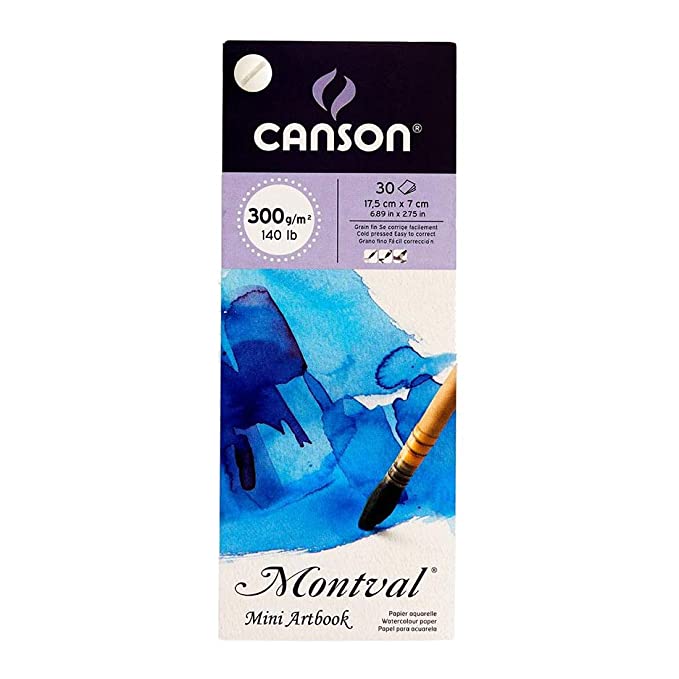 CANSON®
300g/m²
140 lb
30
17,5 cm x 7 cm
6.89 in x 2.75 in
Grain fin Se corrige facilement
Cold pressed Easy to correct
Grano fino Fácil corrección
Montval®
Mini Artbook
Papier aquarelle
Watercolour paper
Papel para acuarela